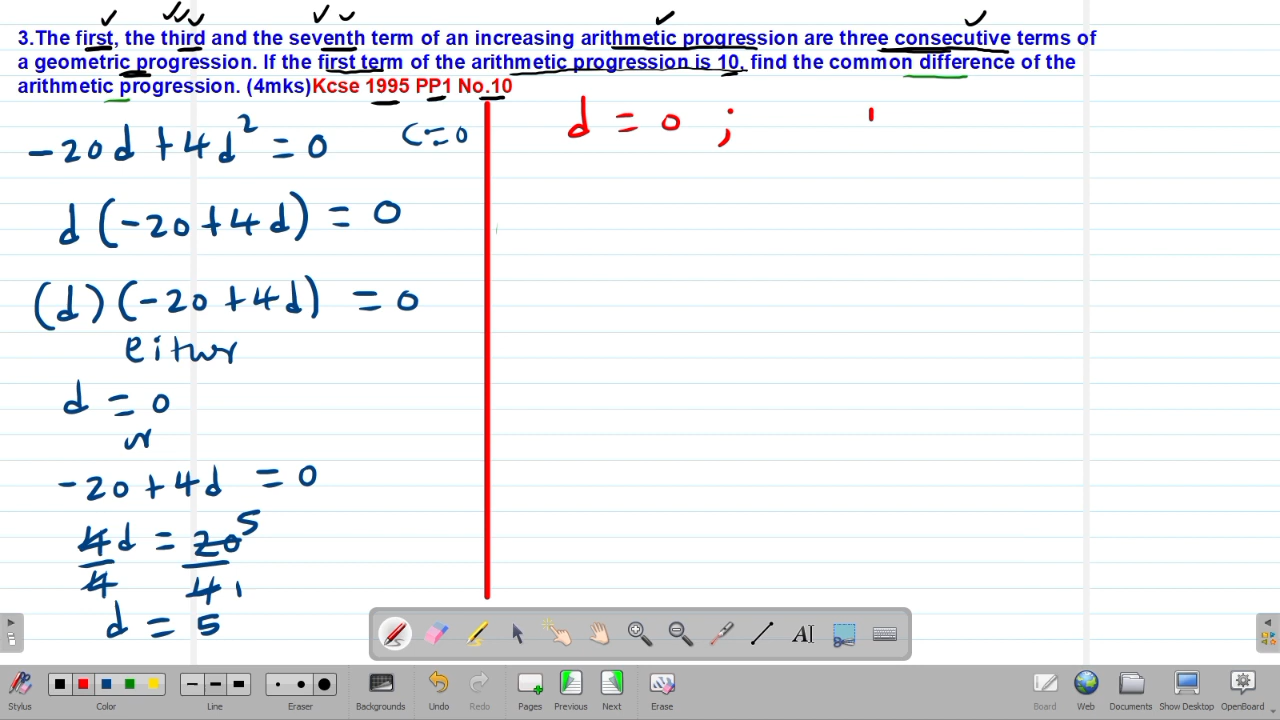 3.The first, the third and the seventh term of an increasing arithmetic progression are three consecutive terms of
a geometric progression. If the first term of the arithmetic progression is 10, find the common difference of the
arithmetic progression. (4mks)Kcse 1995 PP1 No.10
-20d + 4d² = 0
c = 0
d(-20 + 4d) = 0
(d)(-20 + 4d) = 0
either
d = 0
or
-20 + 4d = 0
4d = 20 5
4 4 1
d = 5
d = 0 ;
Stylus
Color
Line
Eraser
Backgrounds
Undo
Redo
Pages
Previous
Next
Erase
Board
Web
Documents
Show Desktop
OpenBoard